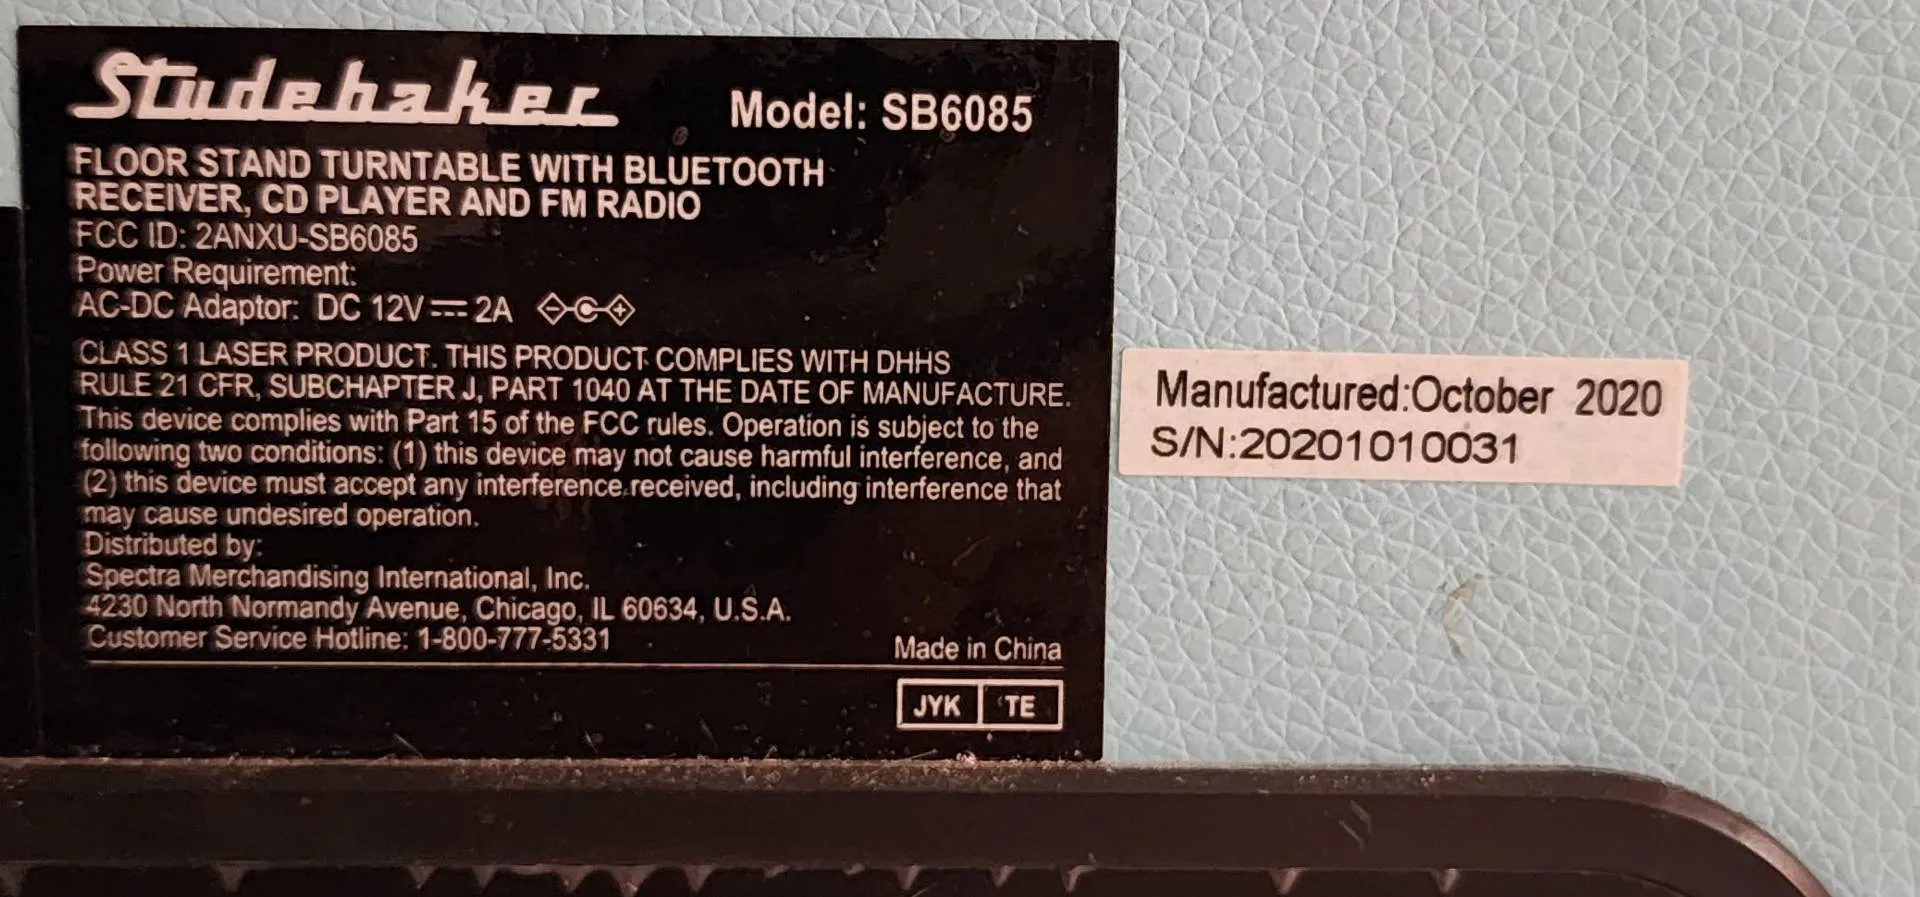 Studebaker
Model: SB6085
FLOOR STAND TURNTABLE WITH BLUETOOTH
RECEIVER, CD PLAYER AND FM RADIO
FCC ID: 2ANXU-SB6085
Power Requirement:
AC-DC Adaptor: DC 12V⎓2A
CLASS 1 LASER PRODUCT. THIS PRODUCT COMPLIES WITH DHHS
RULE 21 CFR, SUBCHAPTER J, PART 1040 AT THE DATE OF MANUFACTURE.
This device complies with Part 15 of the FCC rules. Operation is subject to the
following two conditions: (1) this device may not cause harmful interference, and
(2) this device must accept any interference received, including interference that
may cause undesired operation.
Distributed by:
Spectra Merchandising International, Inc.
4230 North Normandy Avenue, Chicago, IL 60634, U.S.A.
Customer Service Hotline: 1-800-777-5331
Made in China
JYK TE
Manufactured:October 2020
S/N:20201010031